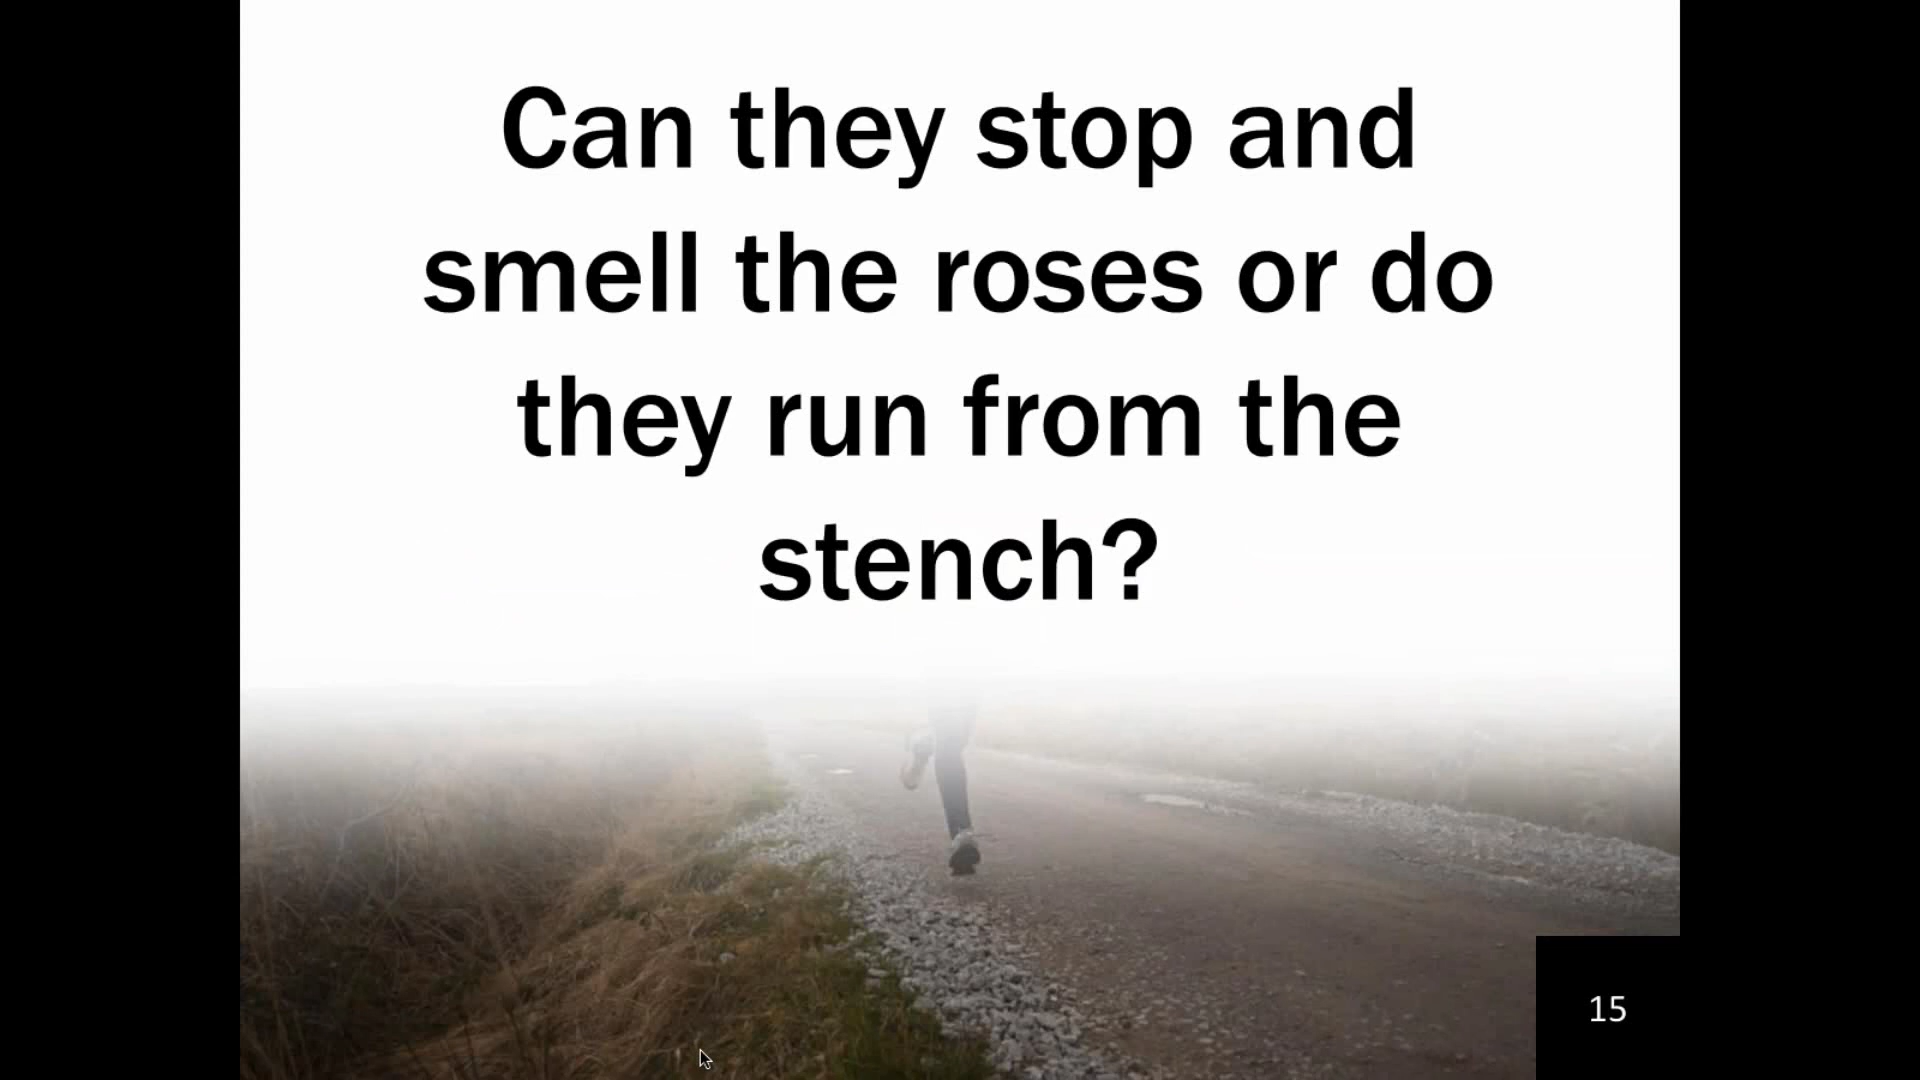 Can they stop and
smell the roses or do
they run from the
stench?
15